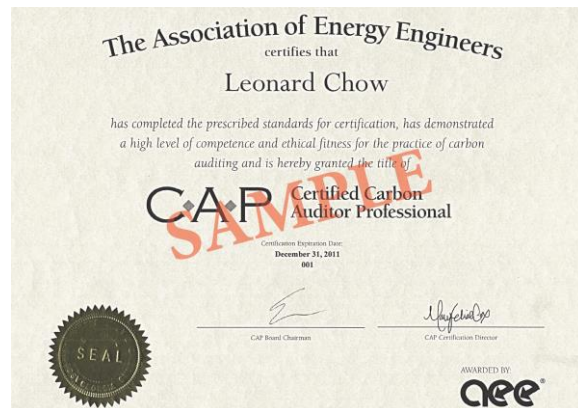 The Association of Energy Engineers
certifies that
Leonard Chow
has completed the prescribed standards for certification, has demonstrated
a high level of competence and ethical fitness for the practice of carbon
auditing and is hereby granted the title of
CAP Certified Carbon
Auditor Professional
SAMPLE
Certification Expiration Date:
December 31, 2011
001
CAP Board Chairman
CAP Certification Director
SEAL
AWARDED BY:
aee